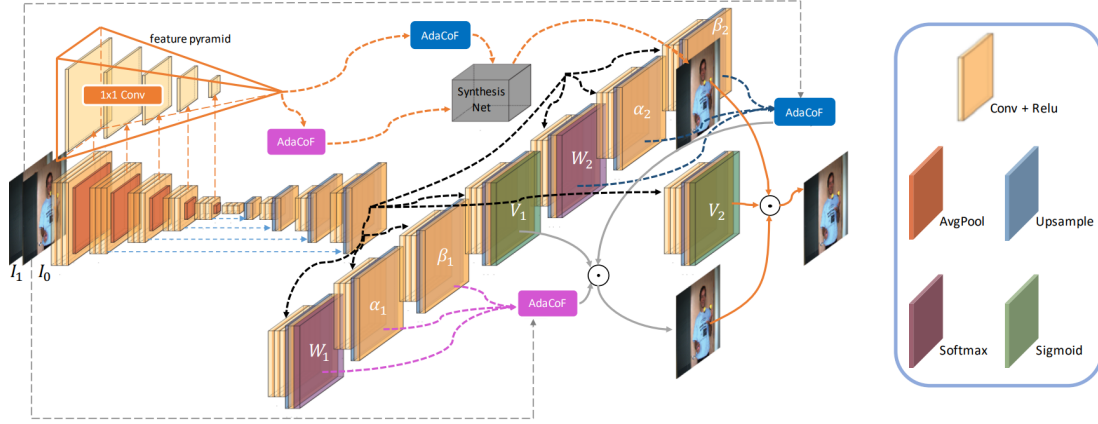 feature pyramid
1x1 Conv
AdaCoF
AdaCoF
Synthesis
Net
β2
α2
W2
V1
β1
α1
W1
AdaCoF
V2
AdaCoF
I1 I0
Conv + Relu
AvgPool
Upsample
Softmax
Sigmoid